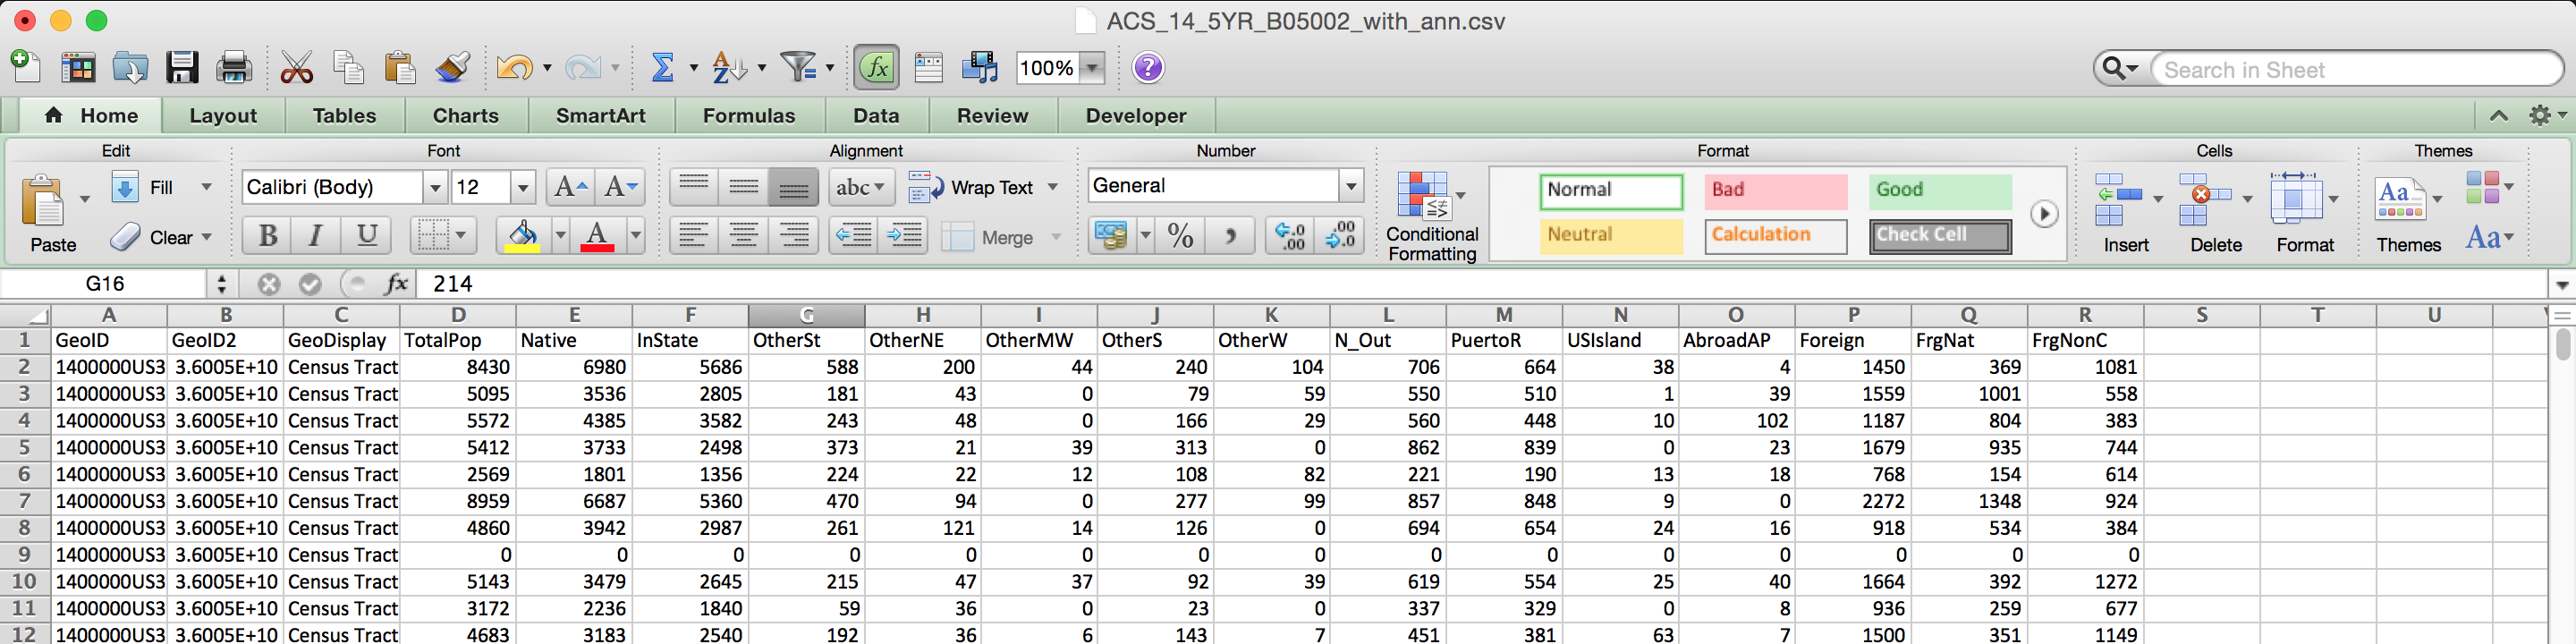 ACS_14_5YR_B05002_with_ann.csv
100%
Search in Sheet
Home Layout Tables Charts SmartArt Formulas Data Review Developer
Edit Font Alignment Number Format Cells Themes
Fill Calibri (Body) 12 A A abc Wrap Text General Normal Bad Good
Paste Clear B I U A Merge % Conditional Formatting Neutral Calculation Check Cell Insert Delete Format Themes Aa
G16 fx 214
A B C D E F G H I J K L M N O P Q R S T U
1 GeoID GeoID2 GeoDisplay TotalPop Native InState OtherSt OtherNE OtherMW OtherS OtherW N_Out PuertoR USIsland AbroadAP Foreign FrgNat FrgNonC
2 1400000US3 3.6005E+10 Census Tract 8430 6980 5686 588 200 44 240 104 706 664 38 4 1450 369 1081
3 1400000US3 3.6005E+10 Census Tract 5095 3536 2805 181 43 0 79 59 550 510 1 39 1559 1001 558
4 1400000US3 3.6005E+10 Census Tract 5572 4385 3582 243 48 0 166 29 560 448 10 102 1187 804 383
5 1400000US3 3.6005E+10 Census Tract 5412 3733 2498 373 21 39 313 0 862 839 0 23 1679 935 744
6 1400000US3 3.6005E+10 Census Tract 2569 1801 1356 224 22 12 108 82 221 190 13 18 768 154 614
7 1400000US3 3.6005E+10 Census Tract 8959 6687 5360 470 94 0 277 99 857 848 9 0 2272 1348 924
8 1400000US3 3.6005E+10 Census Tract 4860 3942 2987 261 121 14 126 0 694 654 24 16 918 534 384
9 1400000US3 3.6005E+10 Census Tract 0 0 0 0 0 0 0 0 0 0 0 0 0 0 0
10 1400000US3 3.6005E+10 Census Tract 5143 3479 2645 215 47 37 92 39 619 554 25 40 1664 392 1272
11 1400000US3 3.6005E+10 Census Tract 3172 2236 1840 59 36 0 23 0 337 329 0 8 936 259 677
12 1400000US3 3.6005E+10 Census Tract 4683 3183 2540 192 36 6 143 7 451 381 63 7 1500 351 1149